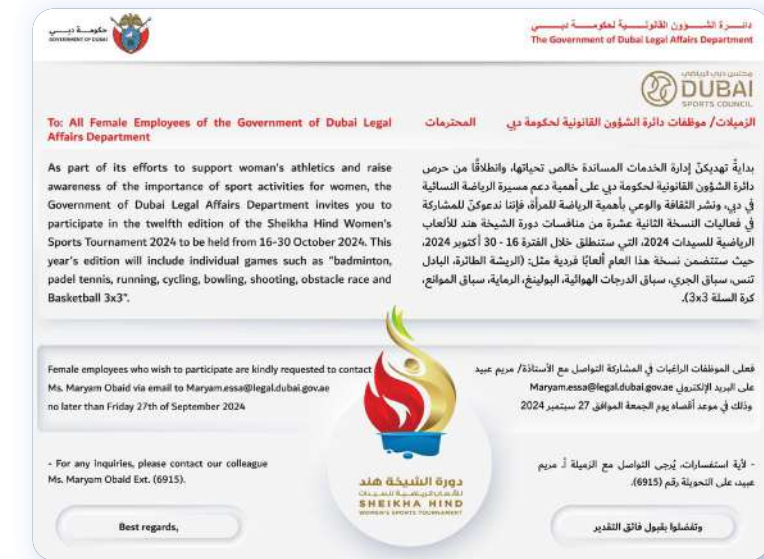 حكومة دبي
GOVERNMENT OF DUBAI
دائرة الشؤون القانونية لحكومة دبي
The Government of Dubai Legal Affairs Department
مجلس دبي الرياضي
DUBAI
SPORTS COUNCIL
To: All Female Employees of the Government of Dubai Legal
Affairs Department
As part of its efforts to support woman's athletics and raise
awareness of the importance of sport activities for women, the
Government of Dubai Legal Affairs Department invites you to
participate in the twelfth edition of the Sheikha Hind Women's
Sports Tournament 2024 to be held from 16-30 October 2024. This
year's edition will include individual games such as "badminton,
padel tennis, running, cycling, bowling, shooting, obstacle race and
Basketball 3x3".
الزميلات/ موظفات دائرة الشؤون القانونية لحكومة دبي المحترمات
بدايةً تهديكنّ إدارة الخدمات المساندة خالص تحياتها، وانطلاقًا من حرص
دائرة الشؤون القانونية لحكومة دبي على أهمية دعم مسيرة الرياضة النسائية
في دبي، ونشر الثقافة والوعي بأهمية الرياضة للمرأة، فإننا ندعوكنّ للمشاركة
في فعاليات النسخة الثانية عشرة من منافسات دورة الشيخة هند للألعاب
الرياضية للسيدات 2024، التي ستنطلق خلال الفترة 16 - 30 أكتوبر 2024،
حيث ستتضمن نسخة هذا العام ألعابًا فردية مثل: (الريشة الطائرة، البادل
تنس، سباق الجري، سباق الدرجات الهوائية، البولينغ، الرماية، سباق الموانع،
كرة السلة 3x3).
Female employees who wish to participate are kindly requested to contact
Ms. Maryam Obaid via email to Maryam.essa@legal.dubai.gov.ae
no later than Friday 27th of September 2024
فعلى الموظفات الراغبات في المشاركة التواصل مع الأستاذة/ مريم عبيد
على البريد الإلكتروني Maryam.essa@legal.dubai.gov.ae
وذلك في موعد أقصاه يوم الجمعة الموافق 27 سبتمبر 2024
- For any inquiries, please contact our colleague
Ms. Maryam Obaid Ext. (6915).
- لأية استفسارات، يُرجى التواصل مع الزميلة أ. مريم
عبيد، على التحويلة رقم (6915).
دورة الشيخة هند
للألعاب الرياضية للسيدات
SHEIKHA HIND
WOMEN'S SPORTS TOURNAMENT
Best regards,
وتفضلوا بقبول فائق التقدير